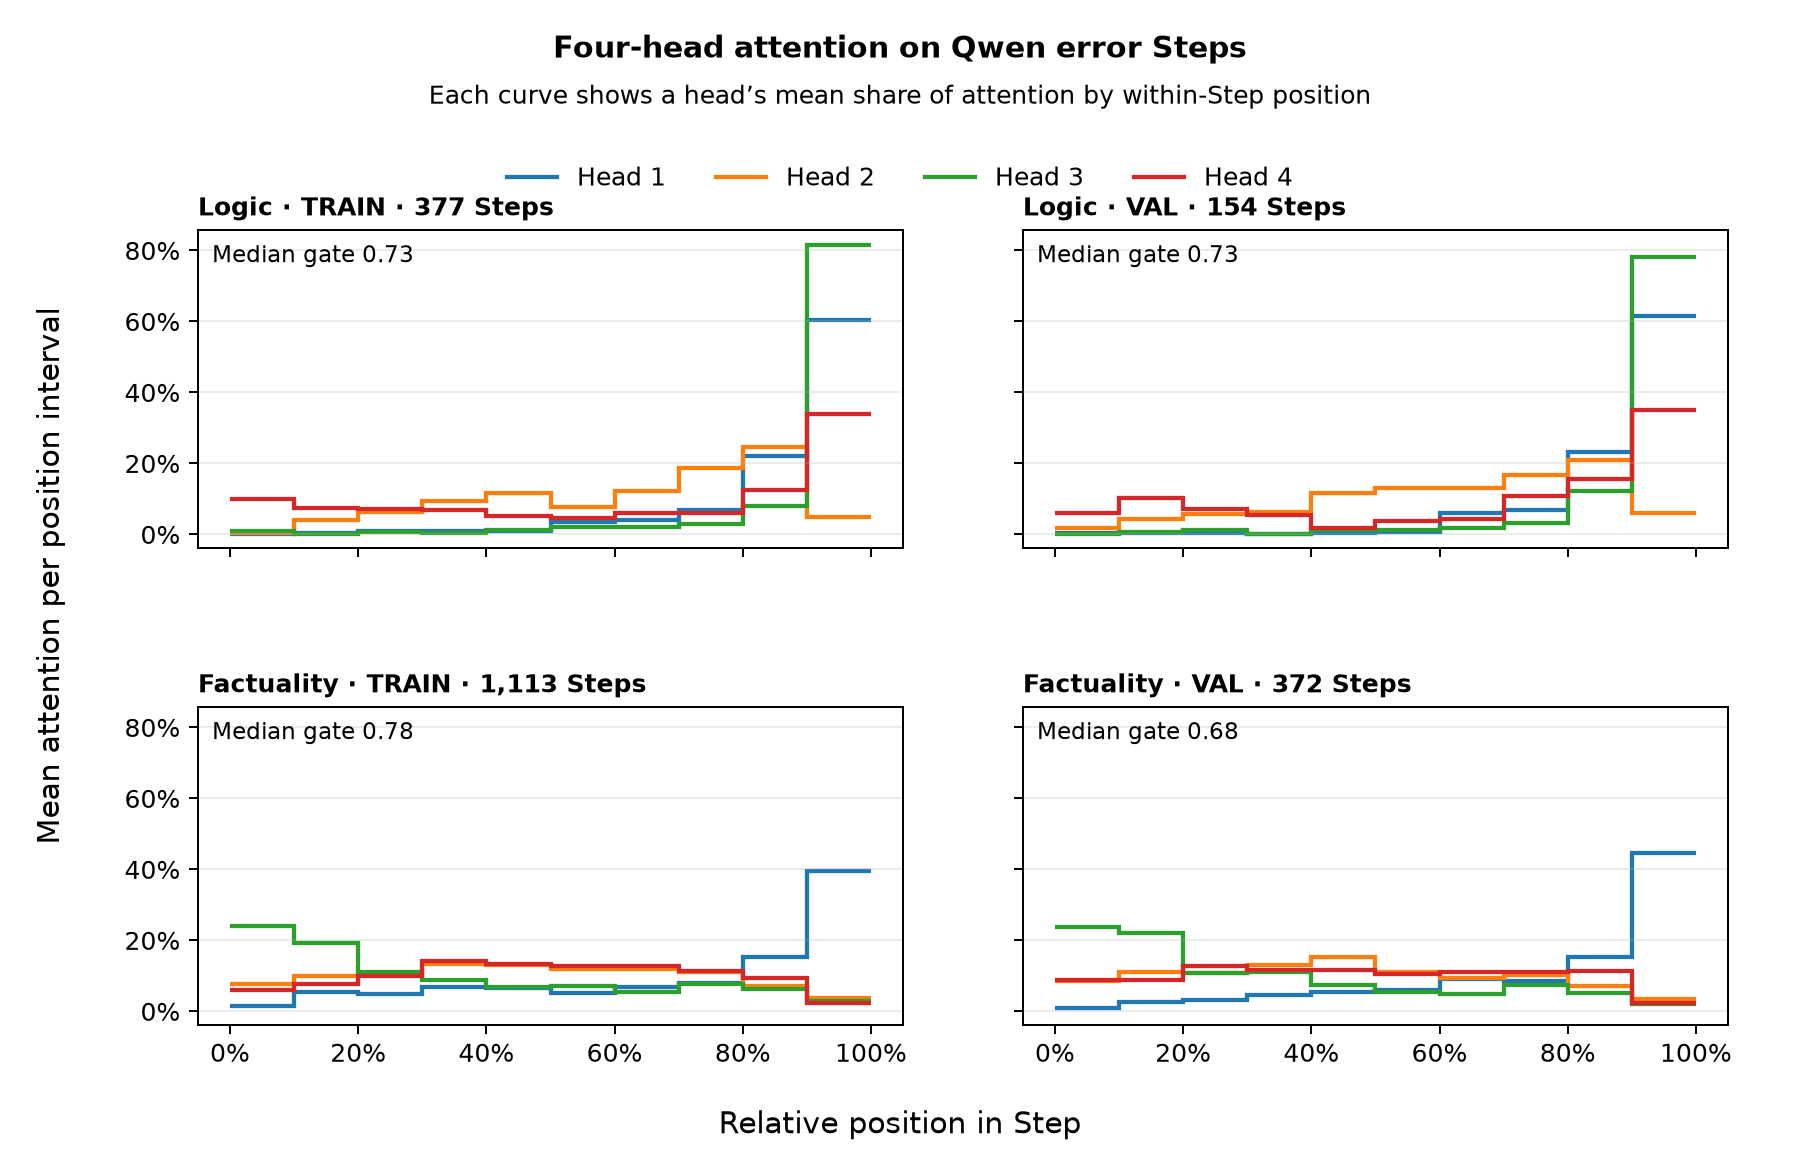 Four-head attention on Qwen error Steps
Each curve shows a head’s mean share of attention by within-Step position
Head 1 Head 2 Head 3 Head 4
Logic · TRAIN · 377 Steps
Median gate 0.73
80%
60%
40%
20%
0%
Logic · VAL · 154 Steps
Median gate 0.73
Mean attention per position interval
Factuality · TRAIN · 1,113 Steps
Median gate 0.78
80%
60%
40%
20%
0%
0% 20% 40% 60% 80% 100%
Factuality · VAL · 372 Steps
Median gate 0.68
0% 20% 40% 60% 80% 100%
Relative position in Step